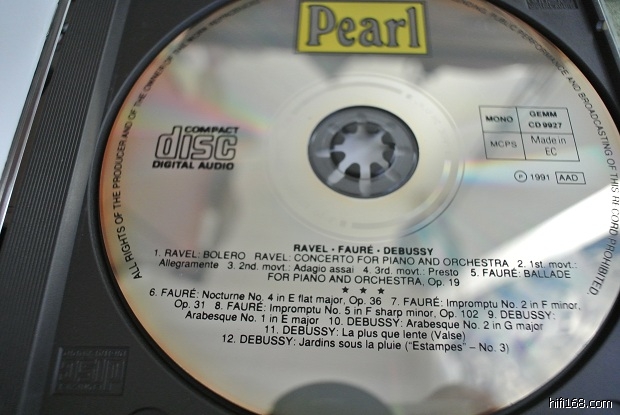 Pearl
MONO
GEMM
CD 9927
MCPS
Made in
EC
COMPACT
disc
DIGITAL AUDIO
℗ 1991 AAD
ALL RIGHTS OF THE PRODUCER AND OF THE OWNER
PUBLIC PERFORMANCE AND BROADCASTING OF THIS RECORD PROHIBITED.
RAVEL · FAURÉ · DEBUSSY
1. RAVEL: BOLERO RAVEL: CONCERTO FOR PIANO AND ORCHESTRA 2. 1st. movt.:
Allegramente 3. 2nd. movt.: Adagio assai 4. 3rd. movt.: Presto 5. FAURÉ: BALLADE
FOR PIANO AND ORCHESTRA, Op. 19
★ ★ ★
6. FAURÉ: Nocturne No. 4 in E flat major, Op. 36 7. FAURÉ: Impromptu No. 2 in F minor,
Op. 31 8. FAURÉ: Impromptu No. 5 in F sharp minor, Op. 102 9. DEBUSSY:
Arabesque No. 1 in E major 10. DEBUSSY: Arabesque No. 2 in G major
11. DEBUSSY: La plus que lente (Valse)
12. DEBUSSY: Jardins sous la pluie ("Estampes" – No. 3)
hifi168.com